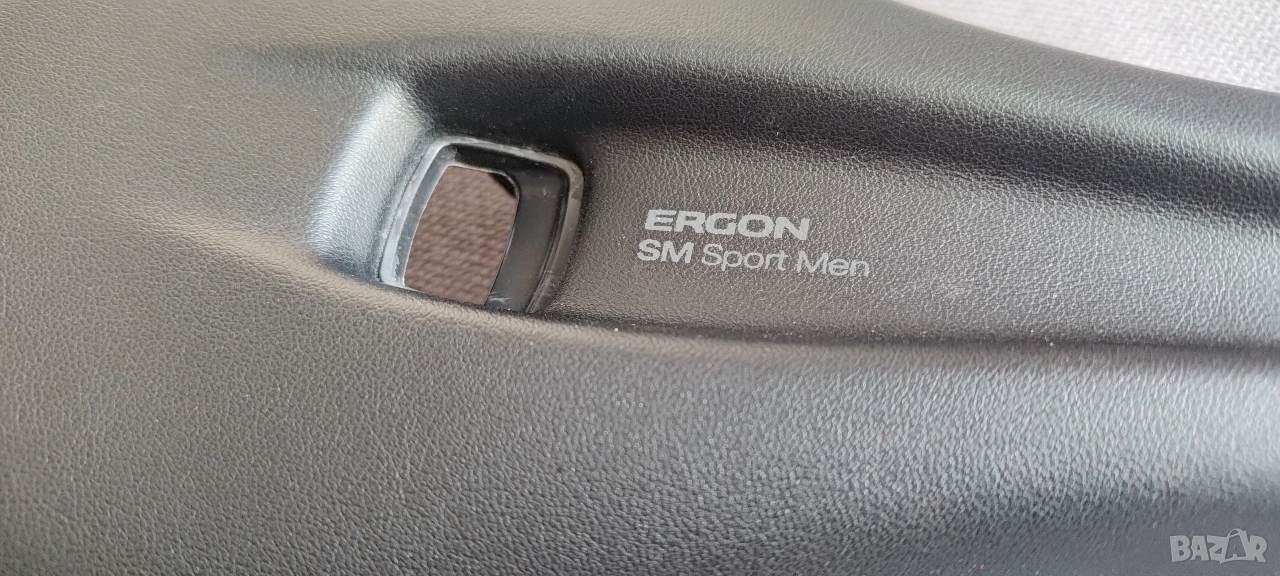 ERGON
SM Sport Men
BAZAR